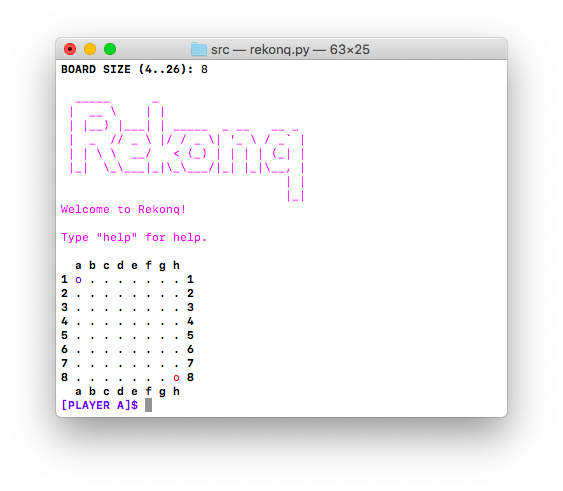 src — rekonq.py — 63×25
BOARD SIZE (4..26): 8
Rekonq
Welcome to Rekonq!
Type "help" for help.
a b c d e f g h
1 o . . . . . . . 1
2 . . . . . . . . 2
3 . . . . . . . . 3
4 . . . . . . . . 4
5 . . . . . . . . 5
6 . . . . . . . . 6
7 . . . . . . . . 7
8 . . . . . . . o 8
a b c d e f g h
[PLAYER A]$